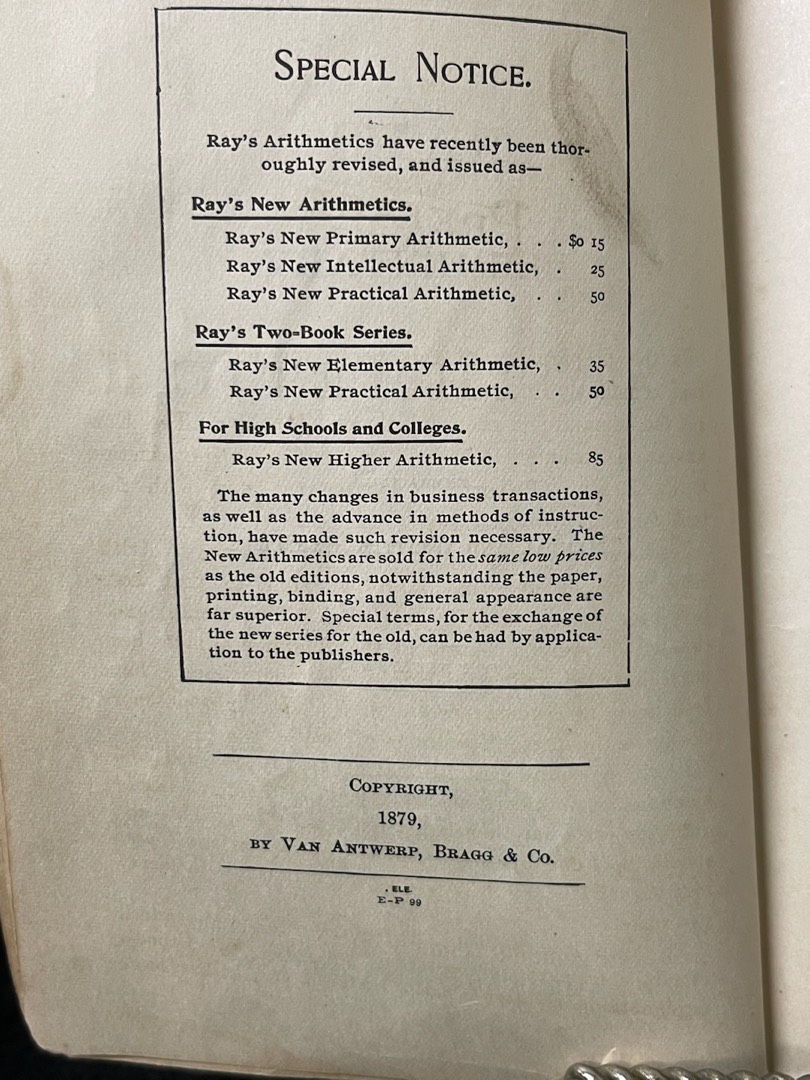 SPECIAL NOTICE.
Ray's Arithmetics have recently been thor-
oughly revised, and issued as—
Ray's New Arithmetics.
Ray's New Primary Arithmetic, . . . $0 15
Ray's New Intellectual Arithmetic, . 25
Ray's New Practical Arithmetic, . . 50
Ray's Two-Book Series.
Ray's New Elementary Arithmetic, . 35
Ray's New Practical Arithmetic, . . 50
For High Schools and Colleges.
Ray's New Higher Arithmetic, . . . 85
The many changes in business transactions,
as well as the advance in methods of instruc-
tion, have made such revision necessary. The
New Arithmetics are sold for the same low prices
as the old editions, notwithstanding the paper,
printing, binding, and general appearance are
far superior. Special terms, for the exchange of
the new series for the old, can be had by applica-
tion to the publishers.
COPYRIGHT,
1879,
BY VAN ANTWERP, BRAGG & CO.
. ELE.
E-P 99